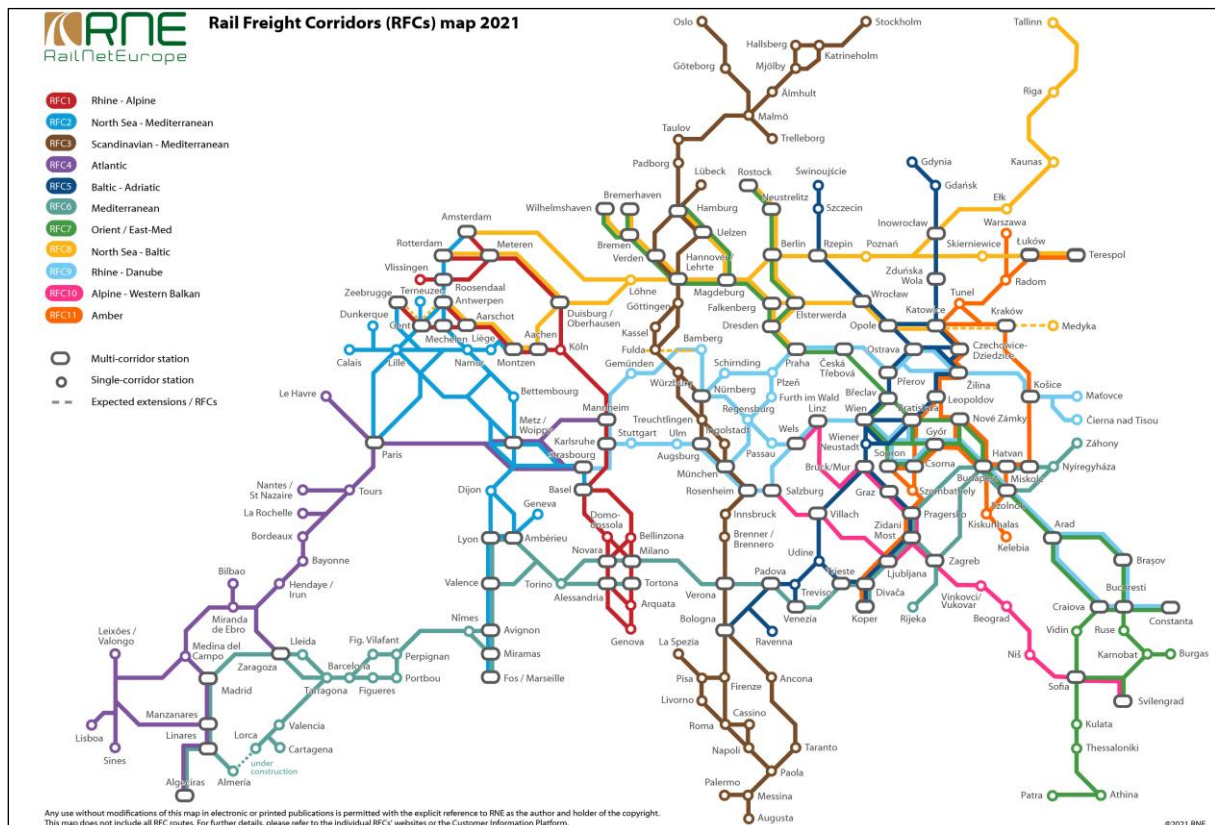 RNE
RailNetEurope
Rail Freight Corridors (RFCs) map 2021
RFC1 Rhine - Alpine
RFC2 North Sea - Mediterranean
RFC3 Scandinavian - Mediterranean
RFC4 Atlantic
RFC5 Baltic - Adriatic
RFC6 Mediterranean
RFC7 Orient / East-Med
RFC8 North Sea - Baltic
RFC9 Rhine - Danube
RFC10 Alpine - Western Balkan
RFC11 Amber
Multi-corridor station
Single-corridor station
Expected extensions / RFCs
Oslo
Stockholm
Tallinn
Hallsberg
Katrineholm
Göteborg
Mjölby
Älmhult
Riga
Malmö
Taulov
Trelleborg
Padborg
Lübeck
Rostock
Świnoujście
Gdynia
Kaunas
Bremerhaven
Neustrelitz
Gdańsk
Wilhelmshaven
Hamburg
Szczecin
Ełk
Amsterdam
Uelzen
Inowrocław
Warszawa
Rotterdam
Meteren
Bremen
Verden
Hannover/
Lehrte
Berlin
Rzepin
Poznań
Skierniewice
Łuków
Terespol
Vlissingen
Roosendaal
Löhne
Magdeburg
Zduńska
Wola
Radom
Zeebrugge
Terneuzen
Antwerpen
Göttingen
Falkenberg
Elsterwerda
Wrocław
Tunel
Dunkerque
Gent
Aarschot
Duisburg /
Oberhausen
Kassel
Dresden
Opole
Katowice
Kraków
Medyka
Mechelen
Liège
Aachen
Fulda
Bamberg
Calais
Lille
Namur
Montzen
Köln
Gemünden
Schirnding
Praha
Česká
Třebová
Ostrava
Czechowice-
Dziedzice
Le Havre
Bettembourg
Würzburg
Nürnberg
Plzeň
Přerov
Žilina
Košice
Mannheim
Furth im Wald
Břeclav
Leopoldov
Maťovce
Metz /
Woippy
Treuchtlingen
Regensburg
Linz
Wien
Bratislava
Nové Zámky
Čierna nad Tisou
Paris
Karlsruhe
Stuttgart
Ulm
Ingolstadt
Wels
Wiener
Neustadt
Győr
Strasbourg
Augsburg
Passau
Sopron
Csorna
Hatvan
Záhony
Nantes /
St Nazaire
Tours
Dijon
Basel
München
Bruck/Mur
Budapest
Miskolc
Nyíregyháza
Geneva
Rosenheim
Salzburg
Graz
Szombathely
Szolnok
La Rochelle
Domo-
dossola
Bellinzona
Innsbruck
Villach
Pragersko
Kiskunhalas
Arad
Bordeaux
Lyon
Ambérieu
Brenner /
Brennero
Zidani
Most
Kelebia
Bayonne
Novara
Milano
Udine
Zagreb
Brașov
Bilbao
Hendaye /
Irun
Valence
Torino
Alessandria
Tortona
Verona
Padova
Treviso
Trieste
Divača
Ljubljana
Vinkovci/
Vukovar
Bucuresti
Miranda
de Ebro
Nîmes
Arquata
Venezia
Koper
Rijeka
Beograd
Craiova
Constanta
Leixões /
Valongo
Medina del
Campo
Lleida
Fig. Vilafant
Avignon
Genova
Bologna
Ravenna
Vidin
Ruse
Zaragoza
Barcelona
Perpignan
Miramas
La Spezia
Niš
Karnobat
Burgas
Madrid
Tarragona
Figueres
Portbou
Fos / Marseille
Pisa
Firenze
Ancona
Sofia
Svilengrad
Manzanares
Valencia
Livorno
Cassino
Lisboa
Linares
Lorca
Cartagena
Roma
Kulata
Sines
under
construction
Napoli
Taranto
Thessaloniki
Algeciras
Almería
Paola
Palermo
Messina
Patra
Athina
Augusta
Any use without modifications of this map in electronic or printed publications is permitted with the explicit reference to RNE as the author and holder of the copyright.
This map does not include all RFC routes. For further details, please refer to the individual RFCs' websites or the Customer Information Platform.
©2021 RNE